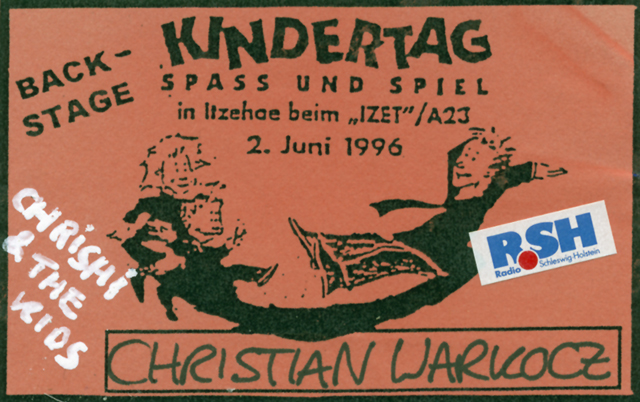 BACK-
STAGE
KINDERTAG
SPASS UND SPIEL
in Itzehoe beim „IZET"/A23
2. Juni 1996
CHRISHI
& THE
KIDS
R.SH
Radio Schleswig Holstein
CHRISTIAN WARKOCZ